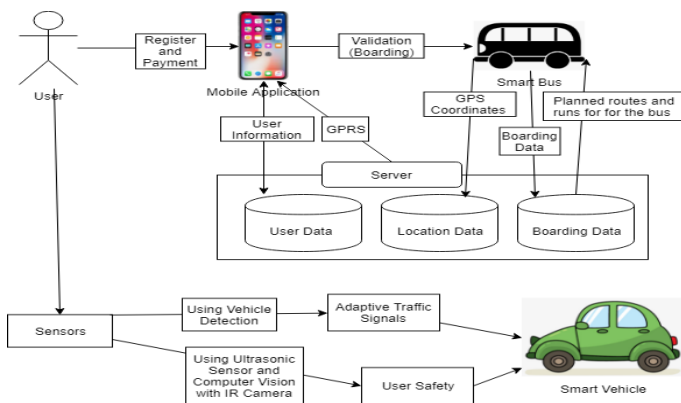 Register and
Payment
Validation
(Boarding)
User
Mobile Application
Smart Bus
User
Information
GPRS
GPS
Coordinates
Boarding
Data
Planned routes and
runs for for the bus
Server
User Data
Location Data
Boarding Data
Sensors
Using Vehicle
Detection
Adaptive Traffic
Signals
Using Ultrasonic
Sensor and
Computer Vision
with IR Camera
User Safety
Smart Vehicle